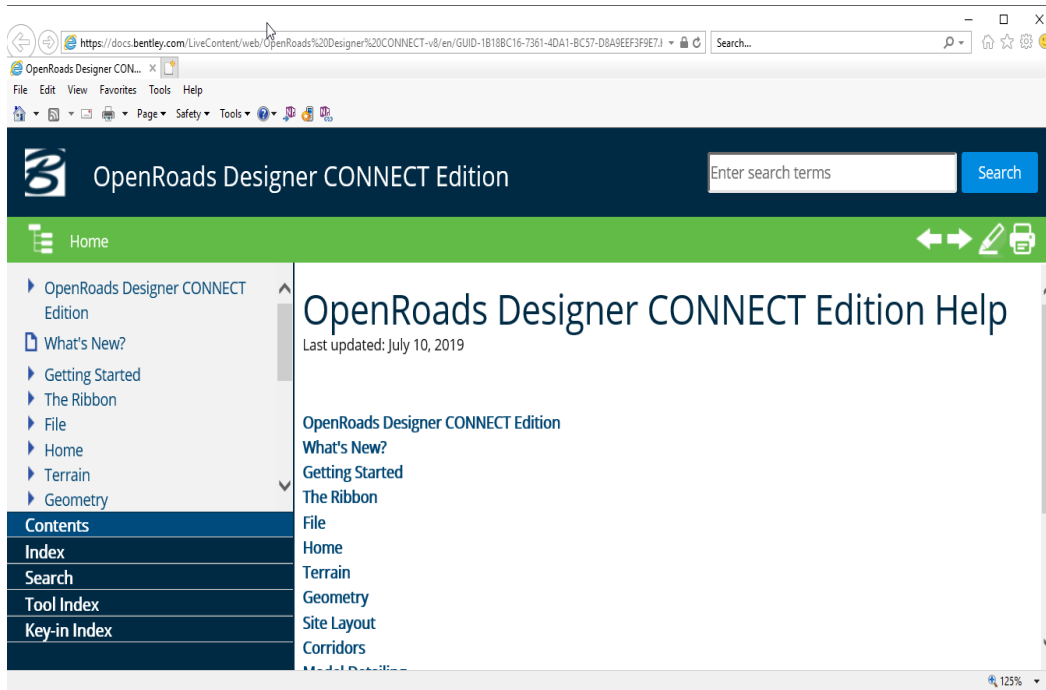 https://docs.bentley.com/LiveContent/web/OpenRoads%20Designer%20CONNECT-v8/en/GUID-1B18BC16-7361-4DA1-BC57-D8A9EEF3F9E7.
Search...
OpenRoads Designer CON...
File Edit View Favorites Tools Help
Page Safety Tools
OpenRoads Designer CONNECT Edition
Enter search terms
Search
Home
OpenRoads Designer CONNECT
Edition
What's New?
Getting Started
The Ribbon
File
Home
Terrain
Geometry
Contents
Index
Search
Tool Index
Key-in Index
OpenRoads Designer CONNECT Edition Help
Last updated: July 10, 2019
OpenRoads Designer CONNECT Edition
What's New?
Getting Started
The Ribbon
File
Home
Terrain
Geometry
Site Layout
Corridors
Model Detailing
125%